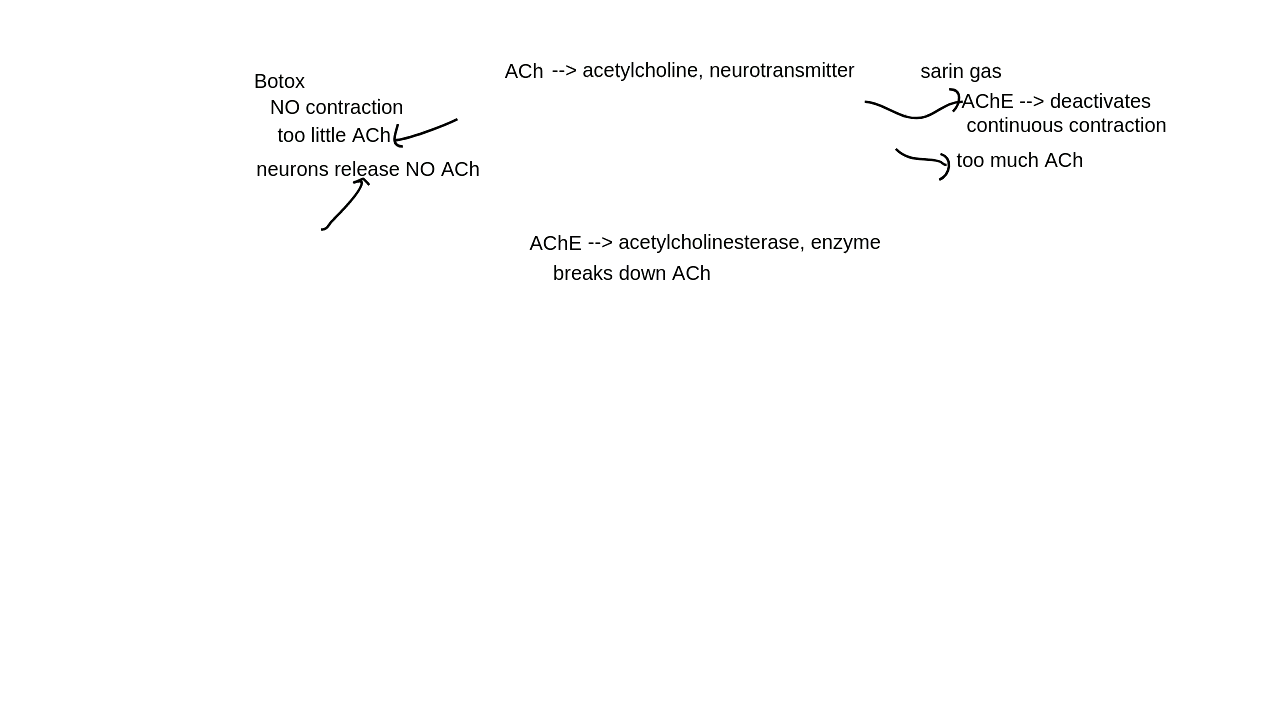 Botox
NO contraction
too little ACh
neurons release NO ACh
ACh --> acetylcholine, neurotransmitter
sarin gas
AChE --> deactivates
continuous contraction
too much ACh
AChE --> acetylcholinesterase, enzyme
breaks down ACh